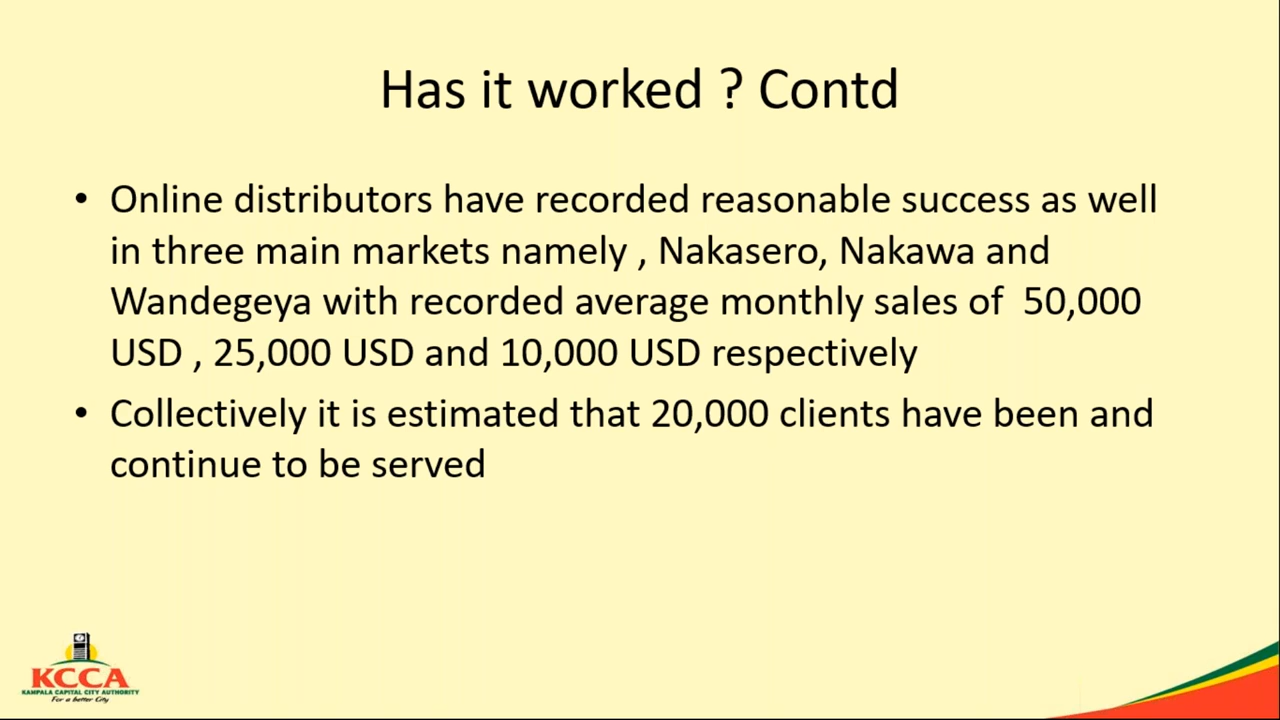 Has it worked ? Contd
• Online distributors have recorded reasonable success as well
in three main markets namely , Nakasero, Nakawa and
Wandegeya with recorded average monthly sales of  50,000
USD , 25,000 USD and 10,000 USD respectively
• Collectively it is estimated that 20,000 clients have been and
continue to be served
KCCA
KAMPALA CAPITAL CITY AUTHORITY
For a better City